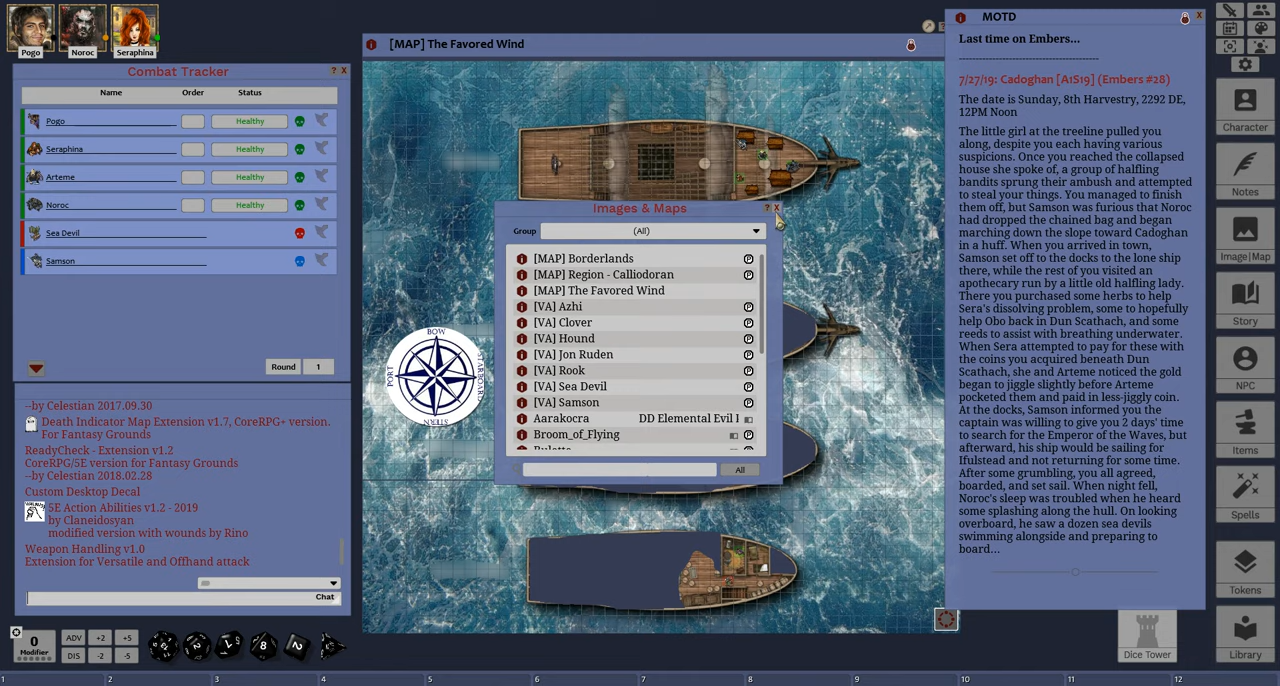 Pogo
Noroc
Seraphina
Combat Tracker
? X
Name Order Status
Pogo Healthy
Seraphina Healthy
Arteme Healthy
Noroc Healthy
Sea Devil
Samson
Round 1
--by Celestian 2017.09.30
Death Indicator Map Extension v1.7, CoreRPG+ version.
For Fantasy Grounds
ReadyCheck - Extension v1.2
CoreRPG/5E version for Fantasy Grounds
--by Celestian 2018.02.28
Custom Desktop Decal
5E Action Abilities v1.2 - 2019
by Claneidosyan
modified version with wounds by Rino
Weapon Handling v1.0
Extension for Versatile and Offhand attack
Chat
0
Modifier
ADV +2 +5
DIS -2 -5
[MAP] The Favored Wind
BOW
PORT
STARBOARD
STERN
Images & Maps
? X
Group (All)
[MAP] Borderlands
[MAP] Region - Calliodoran
[MAP] The Favored Wind
[VA] Azhi
[VA] Clover
[VA] Hound
[VA] Jon Ruden
[VA] Rook
[VA] Sea Devil
[VA] Samson
Aarakocra DD Elemental Evil I
Broom_of_Flying
All
MOTD
X
Last time on Embers...
7/27/19: Cadoghan [A1S19] (Embers #28)
The date is Sunday, 8th Harvestry, 2292 DE,
12PM Noon
The little girl at the treeline pulled you
along, despite you each having various
suspicions. Once you reached the collapsed
house she spoke of, a group of halfling
bandits sprung their ambush and attempted
to steal your things. You managed to finish
them off, but Samson was furious that Noroc
had dropped the chained bag and began
marching down the slope toward Cadoghan
in a huff. When you arrived in town,
Samson set off to the docks to the lone ship
there, while the rest of you visited an
apothecary run by a little old halfling lady.
There you purchased some herbs to help
Sera's dissolving problem, some to hopefully
help Obo back in Dun Scathach, and some
reeds to assist with breathing underwater.
When Sera attempted to pay for these with
the coins you acquired beneath Dun
Scathach, she and Arteme noticed the gold
began to jiggle slightly before Arteme
pocketed them and paid in less-jiggly coin.
At the docks, Samson informed you the
captain was willing to give you 2 days' time
to search for the Emperor of the Waves, but
afterward, his ship would be sailing for
Ifulstead and not returning for some time.
After some grumbling, you all agreed,
boarded, and set sail. When night fell,
Noroc's sleep was troubled when he heard
some splashing along the hull. On looking
overboard, he saw a dozen sea devils
swimming alongside and preparing to
board...
Character
Notes
Image|Map
Story
NPC
Items
Spells
Tokens
Library
Dice Tower
1 2 3 4 5 6 7 8 9 10 11 12